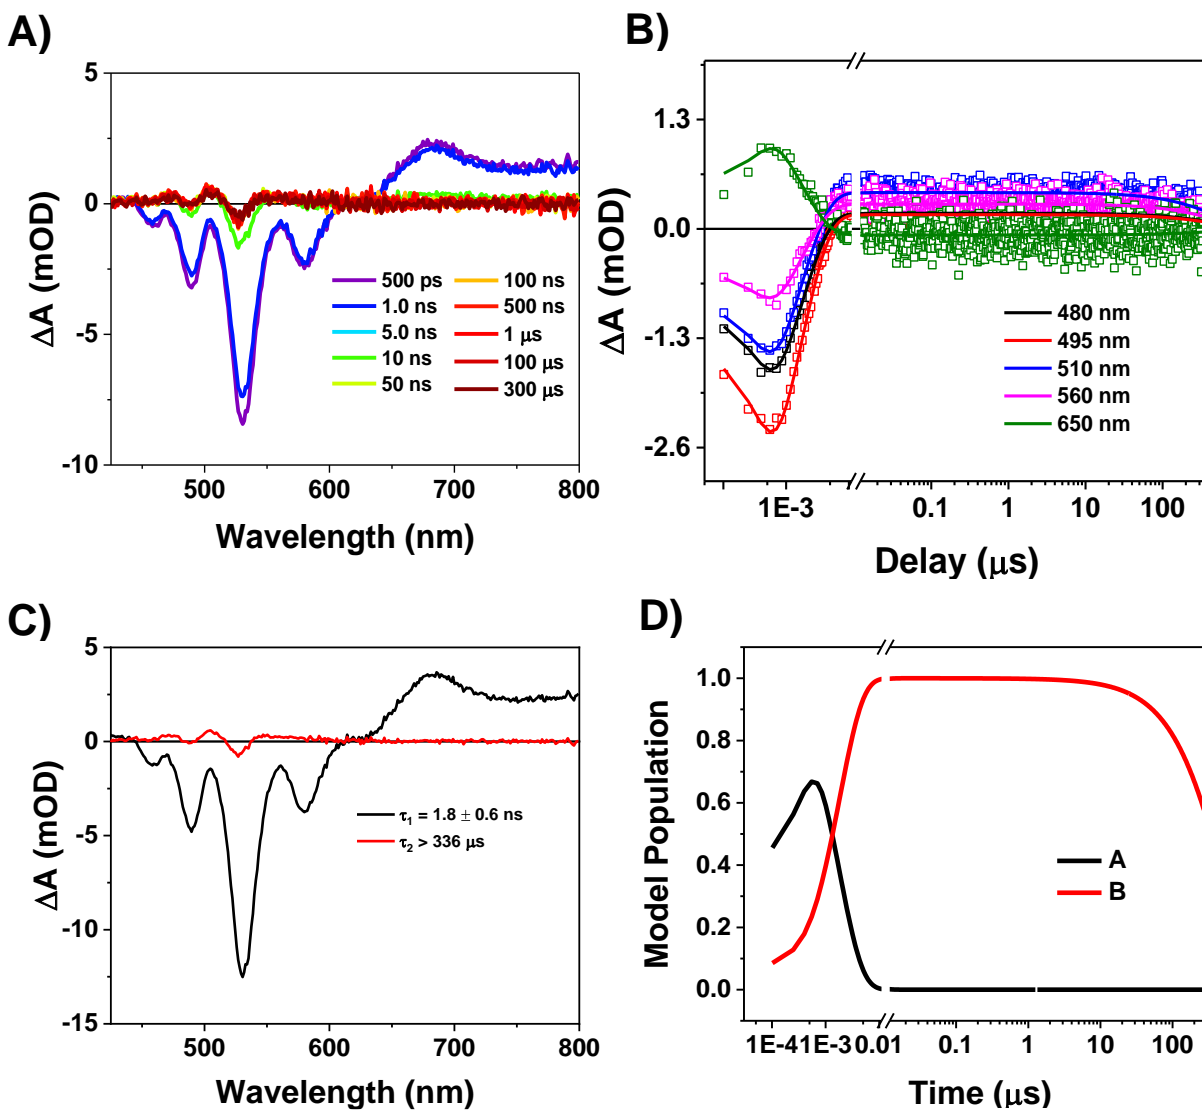 A)
5
0
-5
-10
ΔA (mOD)
500 ps
1.0 ns
5.0 ns
10 ns
50 ns
100 ns
500 ns
1 μs
100 μs
300 μs
500
600
700
800
Wavelength (nm)
B)
1.3
0.0
-1.3
-2.6
ΔA (mOD)
480 nm
495 nm
510 nm
560 nm
650 nm
1E-3
0.1
1
10
100
Delay (μs)
C)
5
0
-5
-10
-15
ΔA (mOD)
τ1 = 1.8 ± 0.6 ns
τ2 > 336 μs
500
600
700
800
Wavelength (nm)
D)
1.0
0.8
0.6
0.4
0.2
0.0
Model Population
A
B
1E-4
1E-3
0.01
0.1
1
10
100
Time (μs)